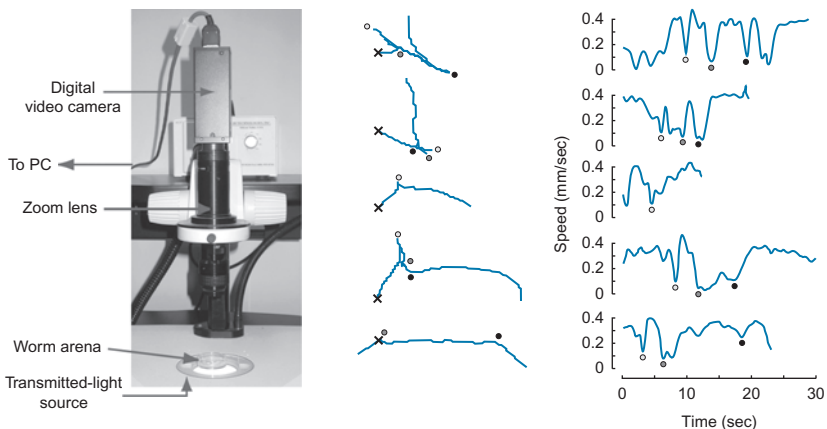 Digital
video camera
To PC
Zoom lens
Worm arena
Transmitted-light
source
Speed (mm/sec)
0.4
0.2
0
0.4
0.2
0
0.4
0.2
0
0.4
0.2
0
0.4
0.2
0
0
10
20
30
Time (sec)